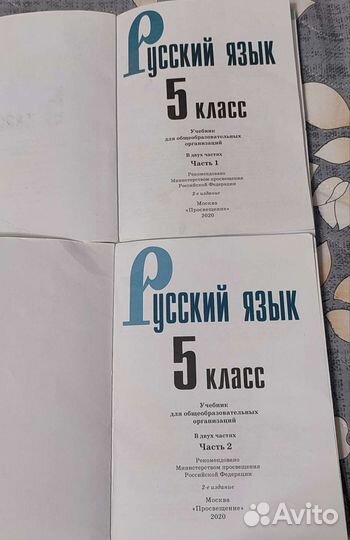 Русский язык
5 класс
Учебник
для общеобразовательных
организаций
В двух частях
Часть 1
Рекомендовано
Министерством просвещения
Российской Федерации
2-е издание
Москва
«Просвещение»
2020
Русский язык
5 класс
Учебник
для общеобразовательных
организаций
В двух частях
Часть 2
Рекомендовано
Министерством просвещения
Российской Федерации
2-е издание
Москва
«Просвещение»
2020
Avito